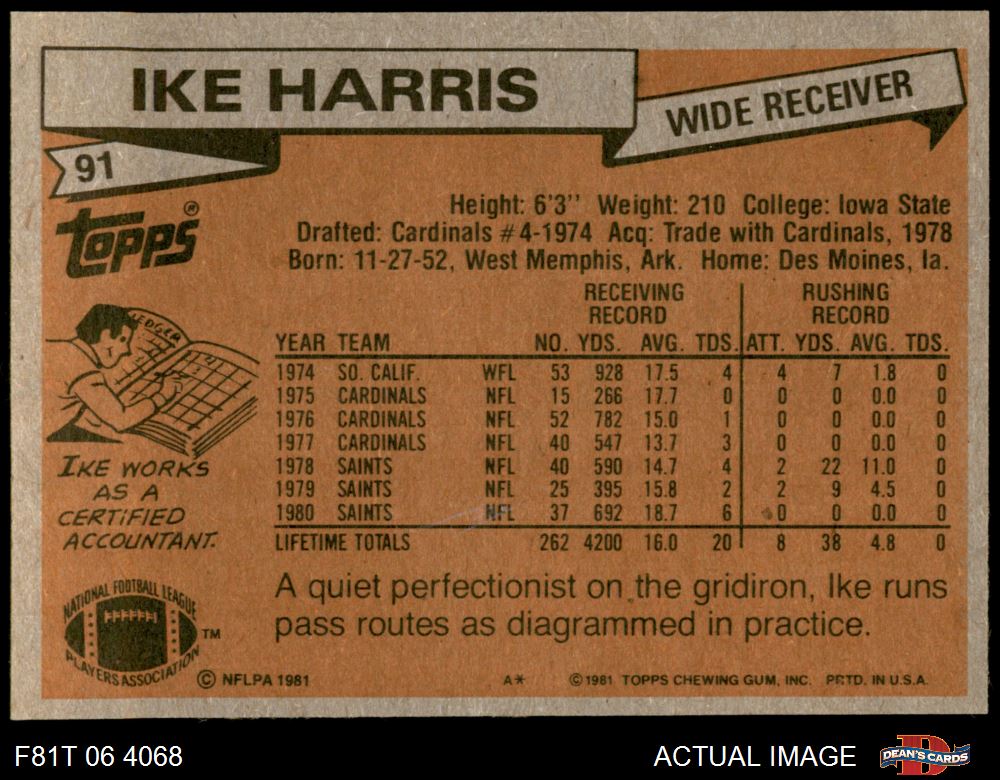 IKE HARRIS
WIDE RECEIVER
91
Topps®
Height: 6'3" Weight: 210 College: Iowa State
Drafted: Cardinals #4-1974 Acq: Trade with Cardinals, 1978
Born: 11-27-52, West Memphis, Ark. Home: Des Moines, Ia.
RECEIVING RECORD RUSHING RECORD
YEAR TEAM NO. YDS. AVG. TDS. ATT. YDS. AVG. TDS.
1974 SO. CALIF. WFL 53 928 17.5 4 4 7 1.8 0
1975 CARDINALS NFL 15 266 17.7 0 0 0 0.0 0
1976 CARDINALS NFL 52 782 15.0 1 0 0 0.0 0
1977 CARDINALS NFL 40 547 13.7 3 0 0 0.0 0
1978 SAINTS NFL 40 590 14.7 4 2 22 11.0 0
1979 SAINTS NFL 25 395 15.8 2 2 9 4.5 0
1980 SAINTS NFL 37 692 18.7 6 0 0 0.0 0
LIFETIME TOTALS 262 4200 16.0 20 8 38 4.8 0
LEDGER
IKE WORKS
AS A
CERTIFIED
ACCOUNTANT.
A quiet perfectionist on the gridiron, Ike runs
pass routes as diagrammed in practice.
NATIONAL FOOTBALL LEAGUE
PLAYERS ASSOCIATION
TM
© NFLPA 1981 A* © 1981 TOPPS CHEWING GUM, INC. PRTD. IN U.S.A.
F81T 06 4068 ACTUAL IMAGE DEAN'S CARDS